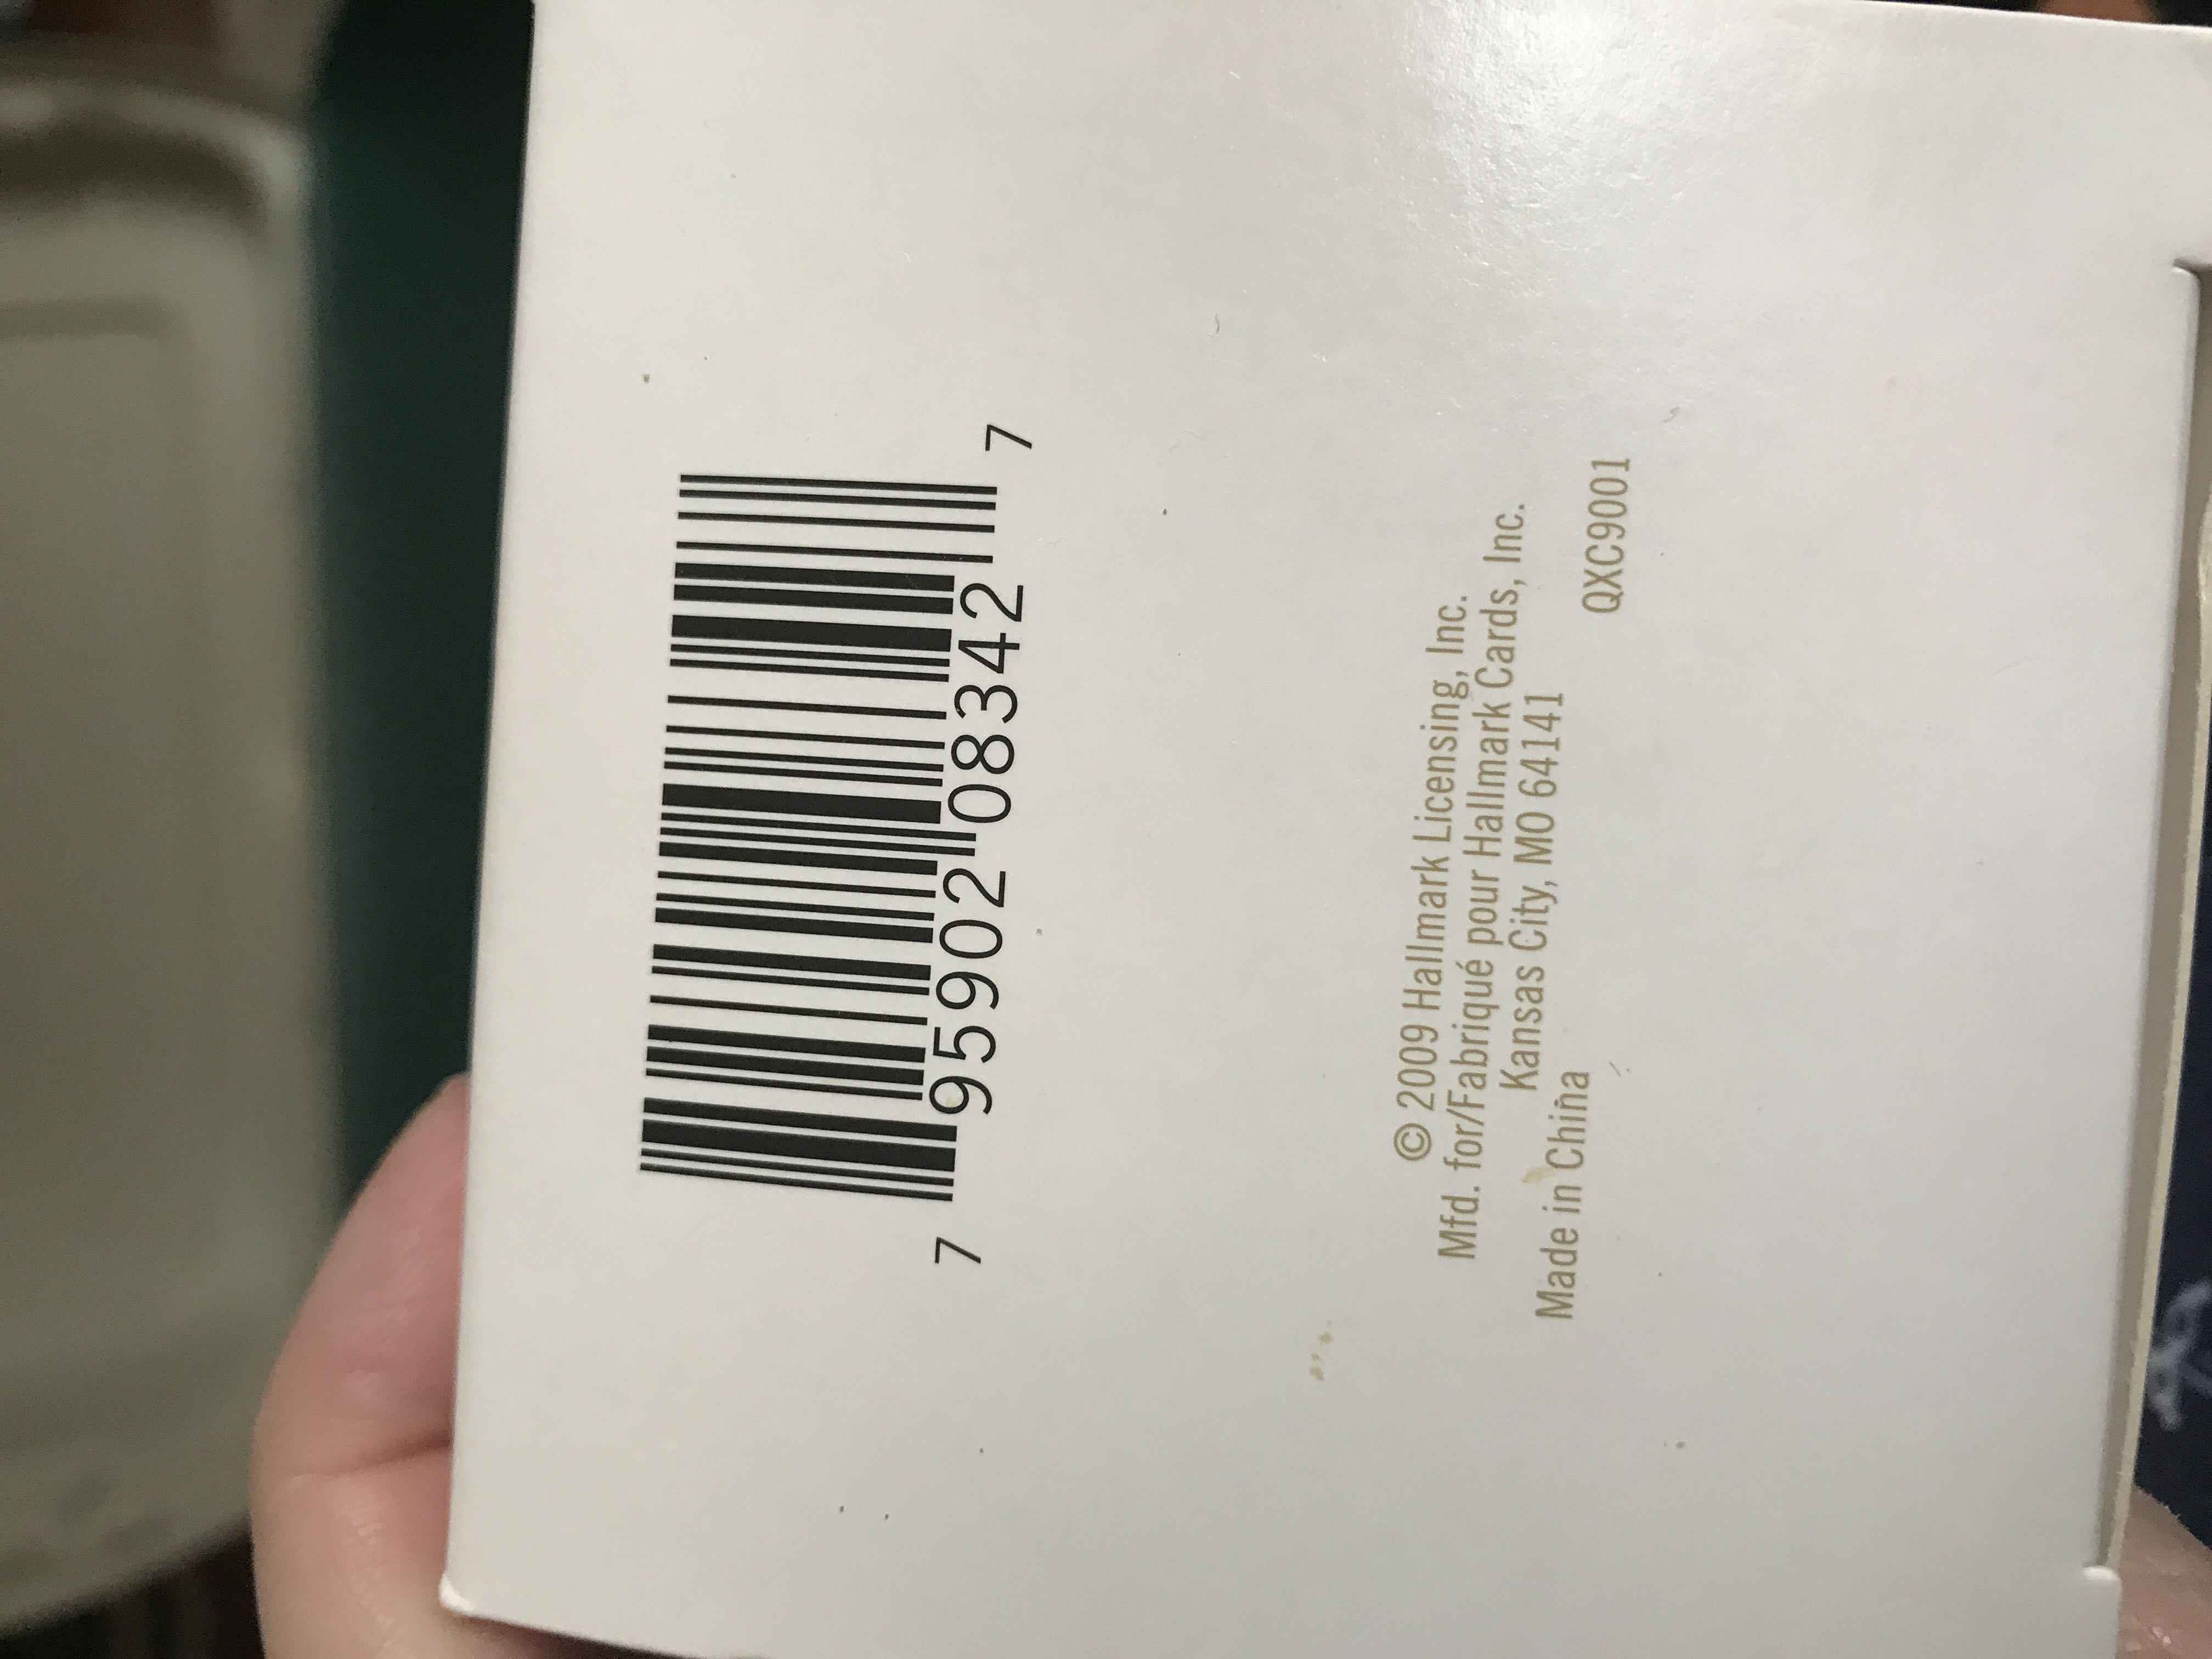 7 95902 08342 7
© 2009 Hallmark Licensing, Inc.
Mfd. for/Fabriqué pour Hallmark Cards, Inc.
Kansas City, MO 64141
Made in China QXC9001